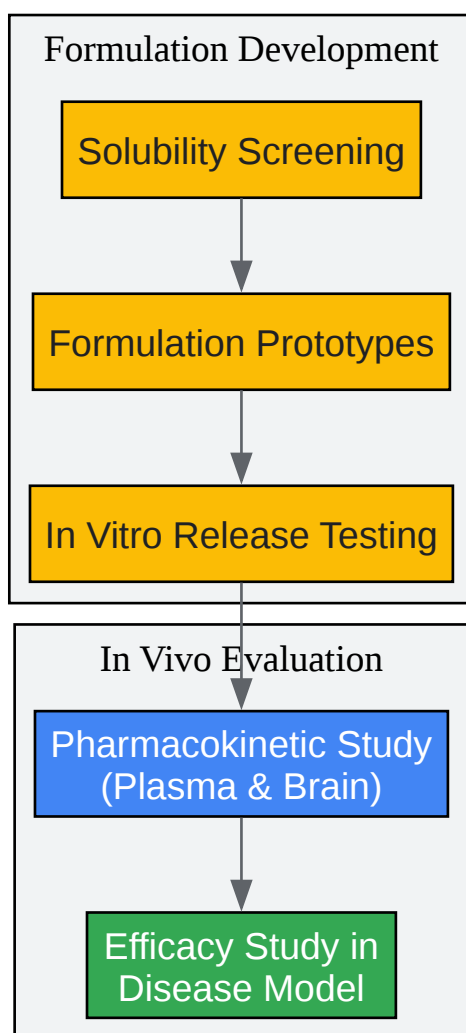 Formulation Development
Solubility Screening
Formulation Prototypes
In Vitro Release Testing
In Vivo Evaluation
Pharmacokinetic Study
(Plasma & Brain)
Efficacy Study in
Disease Model